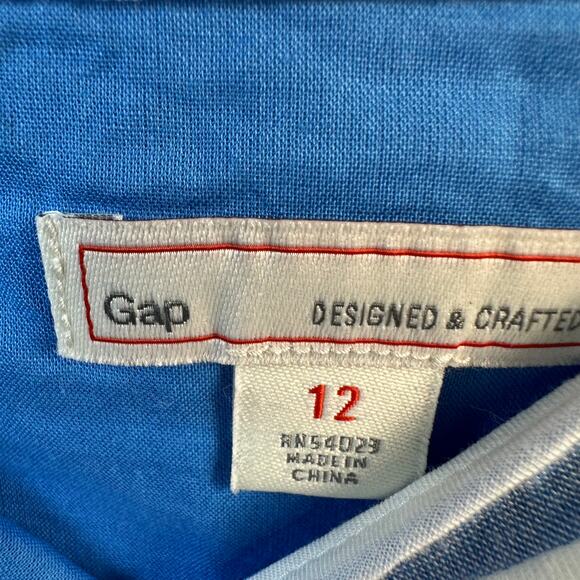 Gap DESIGNED & CRAFTED
12
RN54023
MADE IN
CHINA